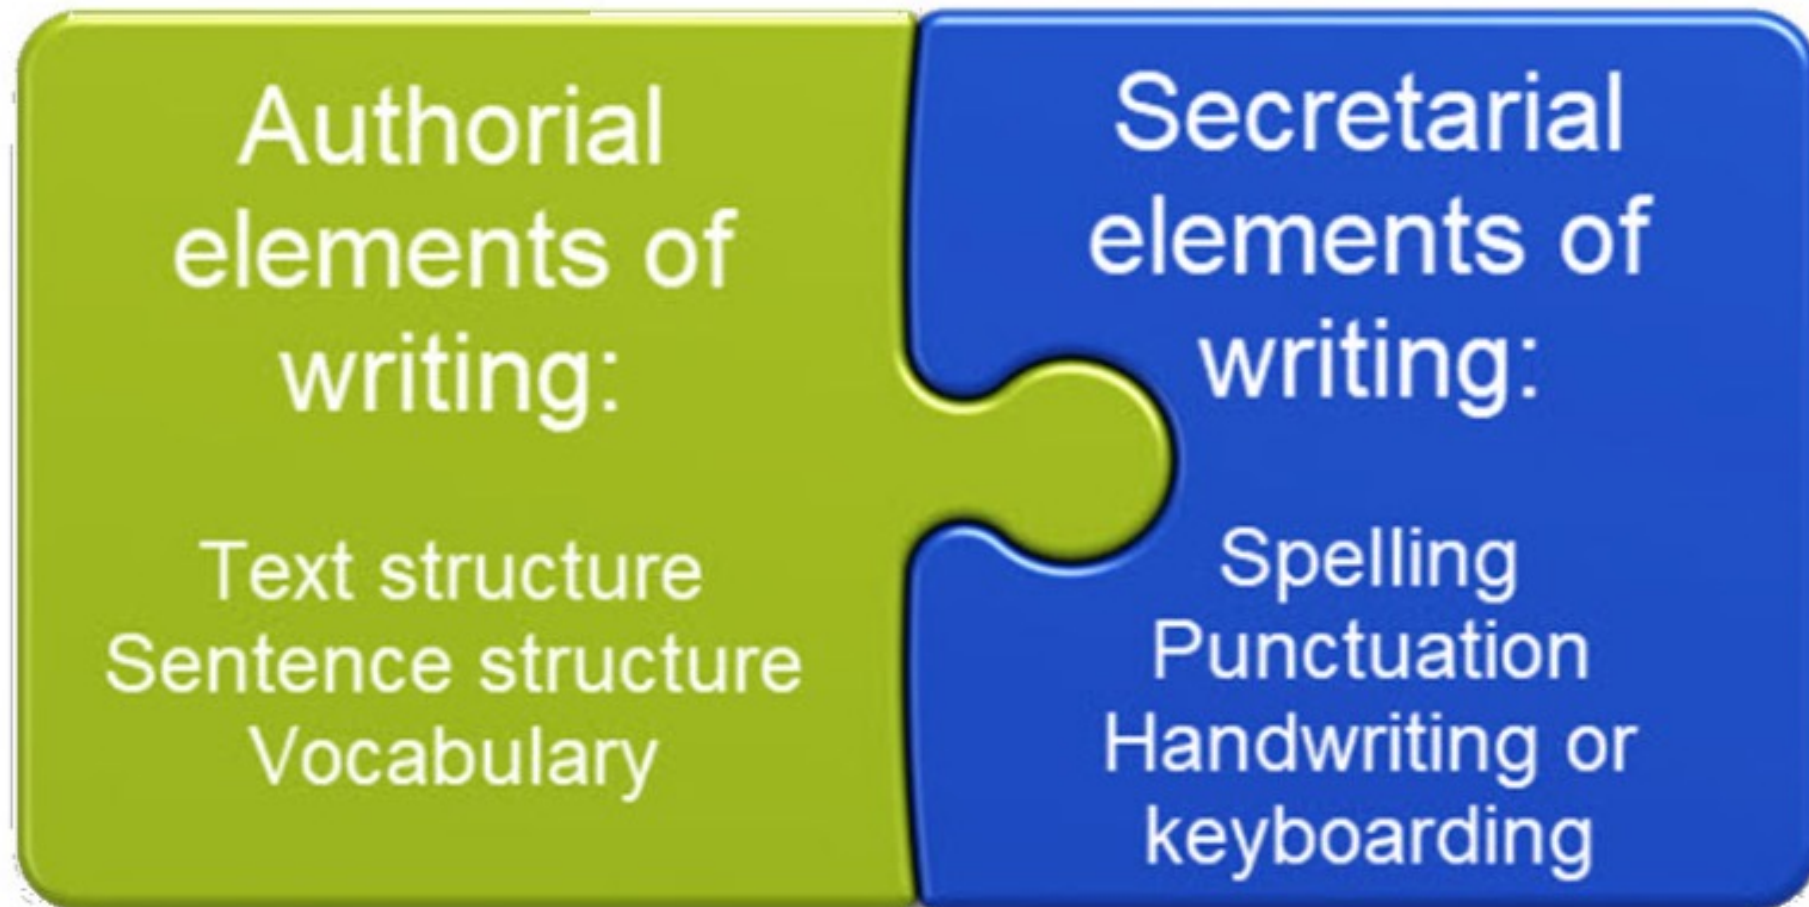 Authorial
elements of
writing:
Text structure
Sentence structure
Vocabulary
Secretarial
elements of
writing:
Spelling
Punctuation
Handwriting or
keyboarding